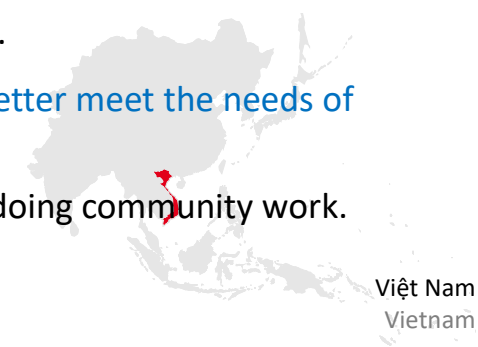 .
etter meet the needs of
doing community work.
Việt Nam
Vietnam